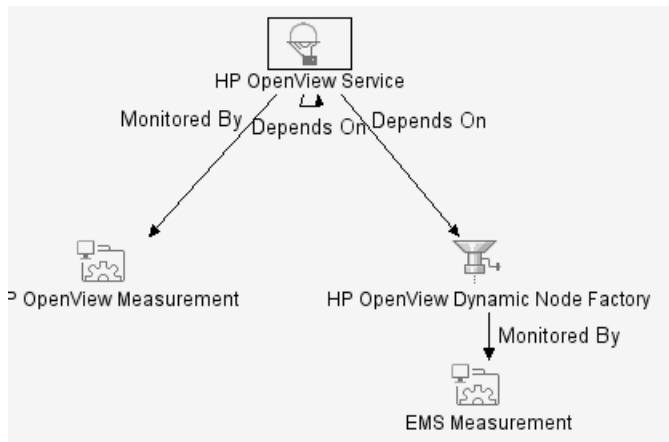 HP OpenView Service
Monitored By
Depends On
Depends On
P OpenView Measurement
HP OpenView Dynamic Node Factory
Monitored By
EMS Measurement